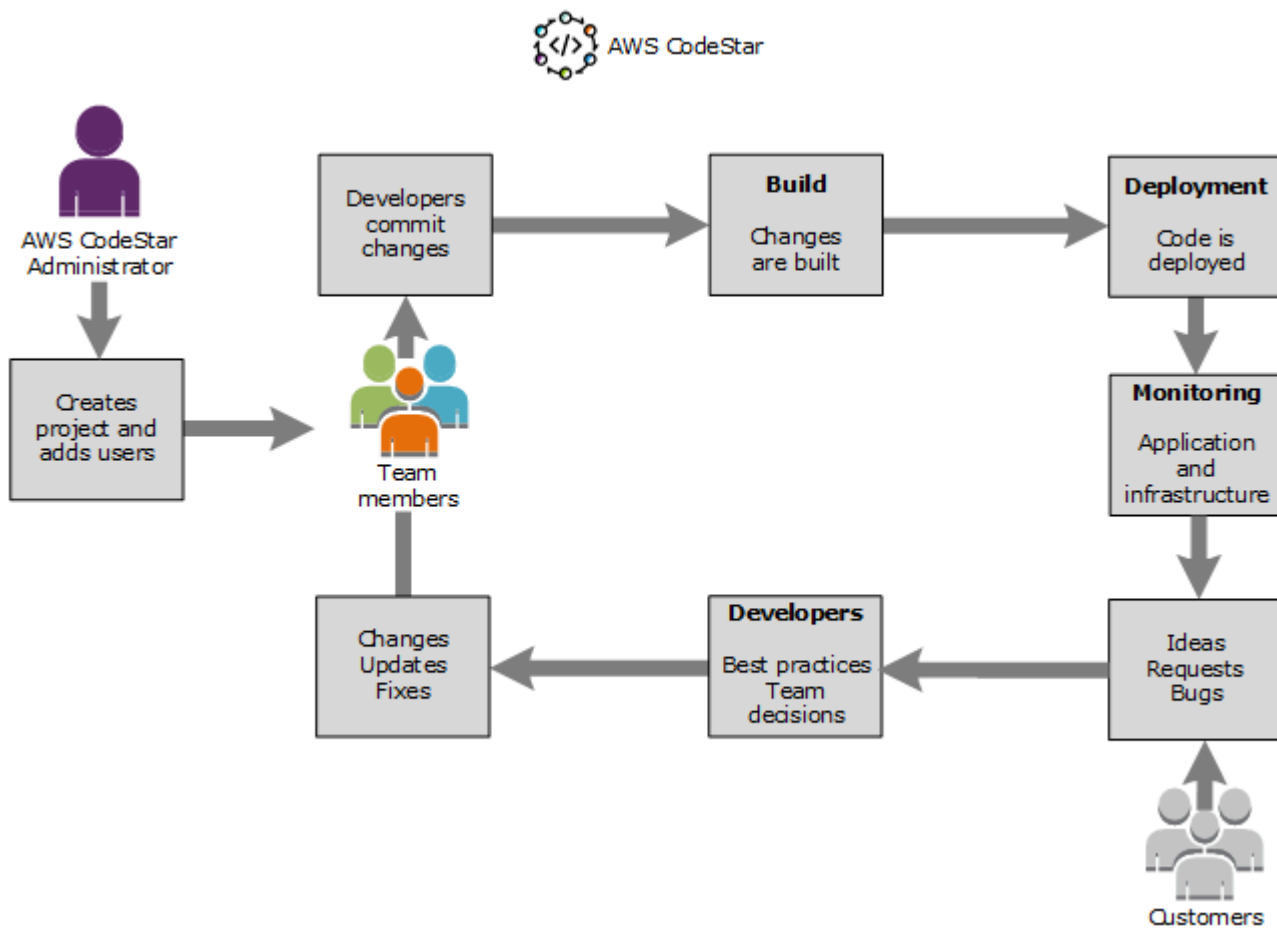 AWS CodeStar
AWS CodeStar
Administrator
Creates
project and
adds users
Team
members
Developers
commit
changes
Build
Changes
are built
Deployment
Code is
deployed
Monitoring
Application
and
infrastructure
Ideas
Requests
Bugs
Customers
Developers
Best practices
Team
decisions
Changes
Updates
Fixes